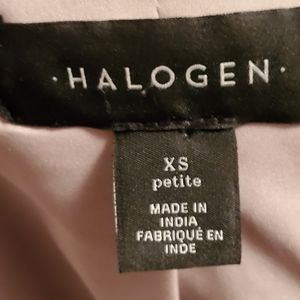 · HALOGEN ·
XS
petite
MADE IN
INDIA
FABRIQUÉ EN
INDE